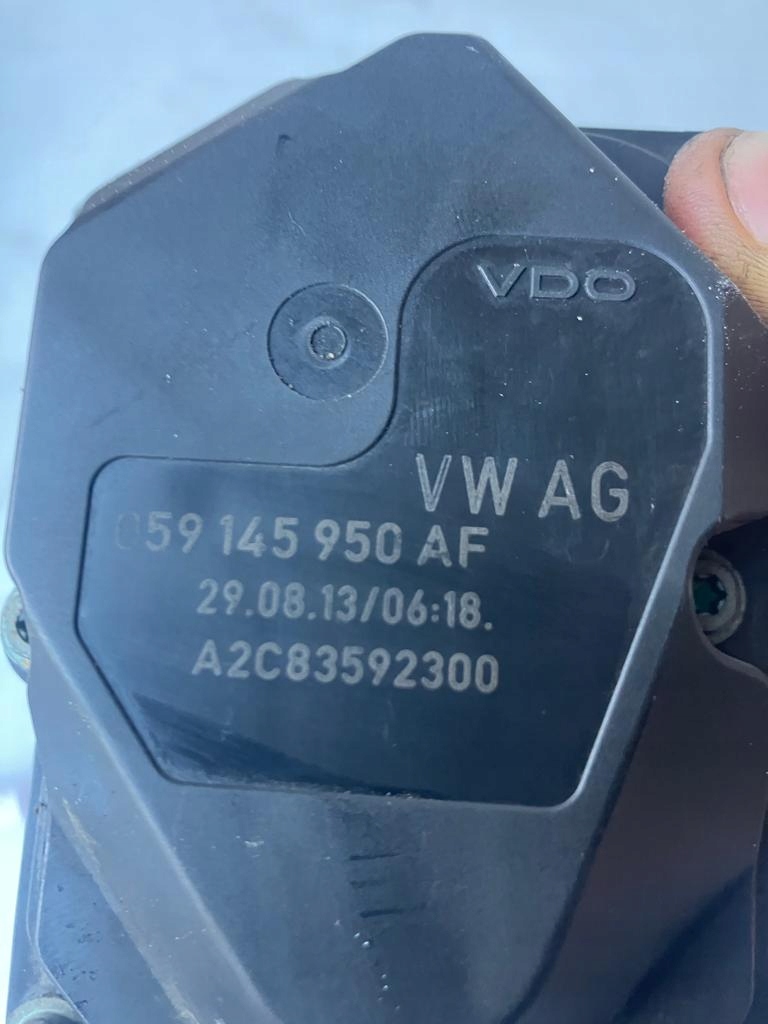 VDO
VW AG
059 145 950 AF
29.08.13/06:18.
A2C83592300